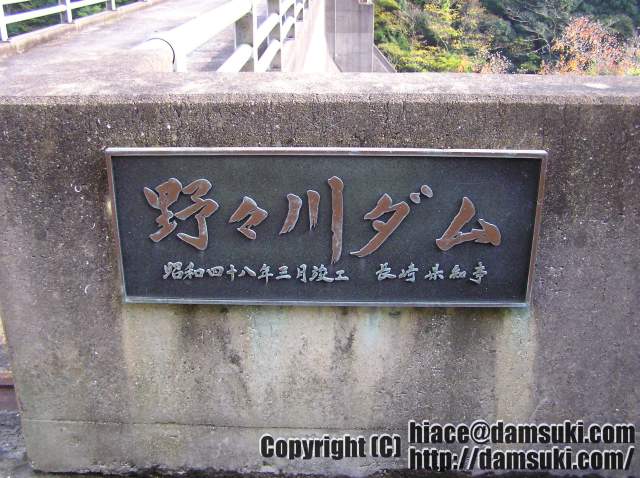 野々川ダム
昭和四十八年三月竣工 長崎県知事
Copyright (C) hiace@damsuki.com
http://damsuki.com/